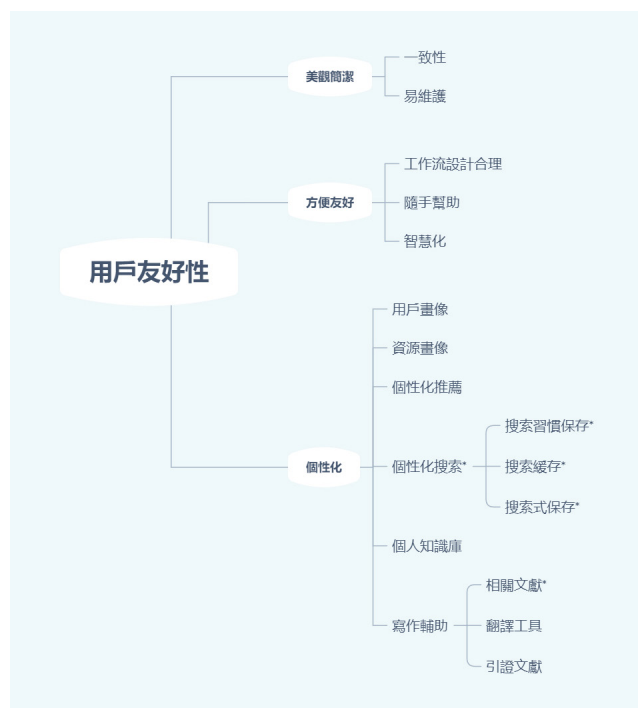 用戶友好性
美觀簡潔
一致性
易維護
方便友好
工作流設計合理
隨手幫助
智慧化
個性化
用戶畫像
資源畫像
個性化推薦
個性化搜索*
搜索習慣保存*
搜索緩存*
搜索式保存*
個人知識庫
寫作輔助
相關文獻*
翻譯工具
引證文獻